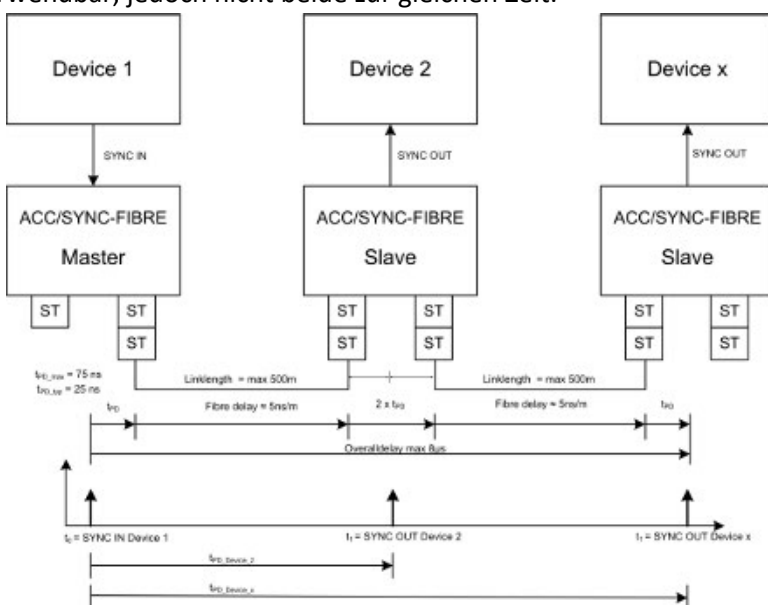 jedoch nicht beide zur gleichen Zeit.
Device 1
Device 2
Device x
SYNC IN
SYNC OUT
SYNC OUT
ACC/SYNC-FIBRE
Master
ACC/SYNC-FIBRE
Slave
ACC/SYNC-FIBRE
Slave
ST
ST
ST
ST
ST
ST
ST
ST
ST
ST
tPD_max = 75 ns
tPD_typ = 25 ns
Linklength = max 500m
Linklength = max 500m
tPD
Fibre delay ≈ 5ns/m
2 x tPD
Fibre delay ≈ 5ns/m
tPD
Overalldelay max 8µs
t0 = SYNC IN Device 1
t1 = SYNC OUT Device 2
t1 = SYNC OUT Device x
tPD_Device_2
tPD_Device_x